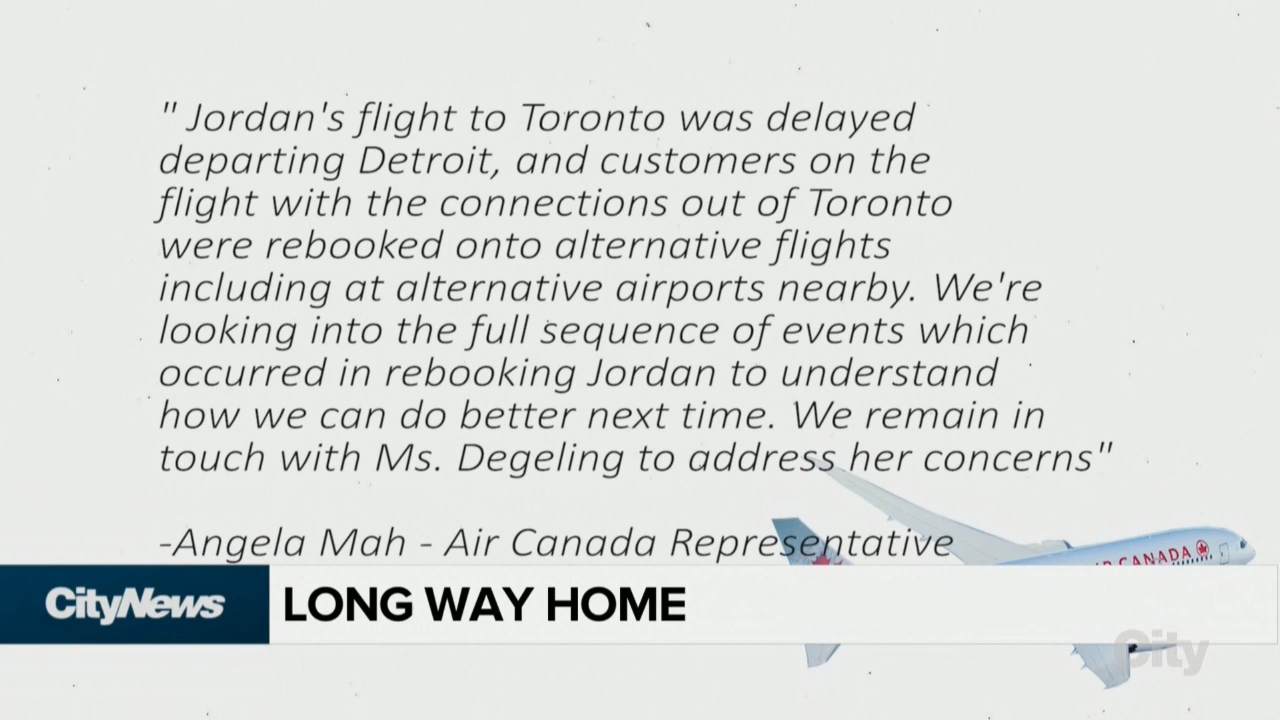 " Jordan's flight to Toronto was delayed
departing Detroit, and customers on the
flight with the connections out of Toronto
were rebooked onto alternative flights
including at alternative airports nearby. We're
looking into the full sequence of events which
occurred in rebooking Jordan to understand
how we can do better next time. We remain in
touch with Ms. Degeling to address her concerns"
-Angela Mah - Air Canada Representative
AIR CANADA
CityNews LONG WAY HOME
City